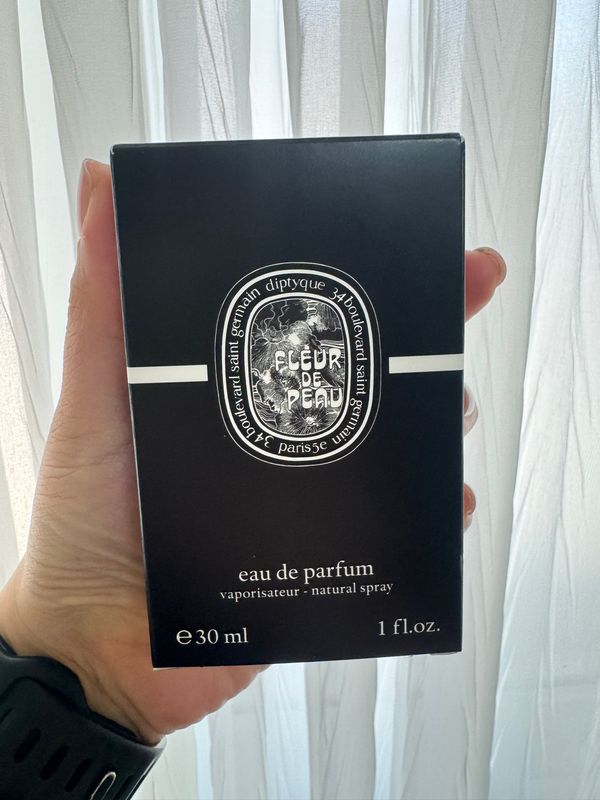 34 boulevard saint germain diptyque 34 boulevard saint germain
paris 5e
FLEUR
DE
PEAU
eau de parfum
vaporisateur - natural spray
e 30 ml
1 fl.oz.